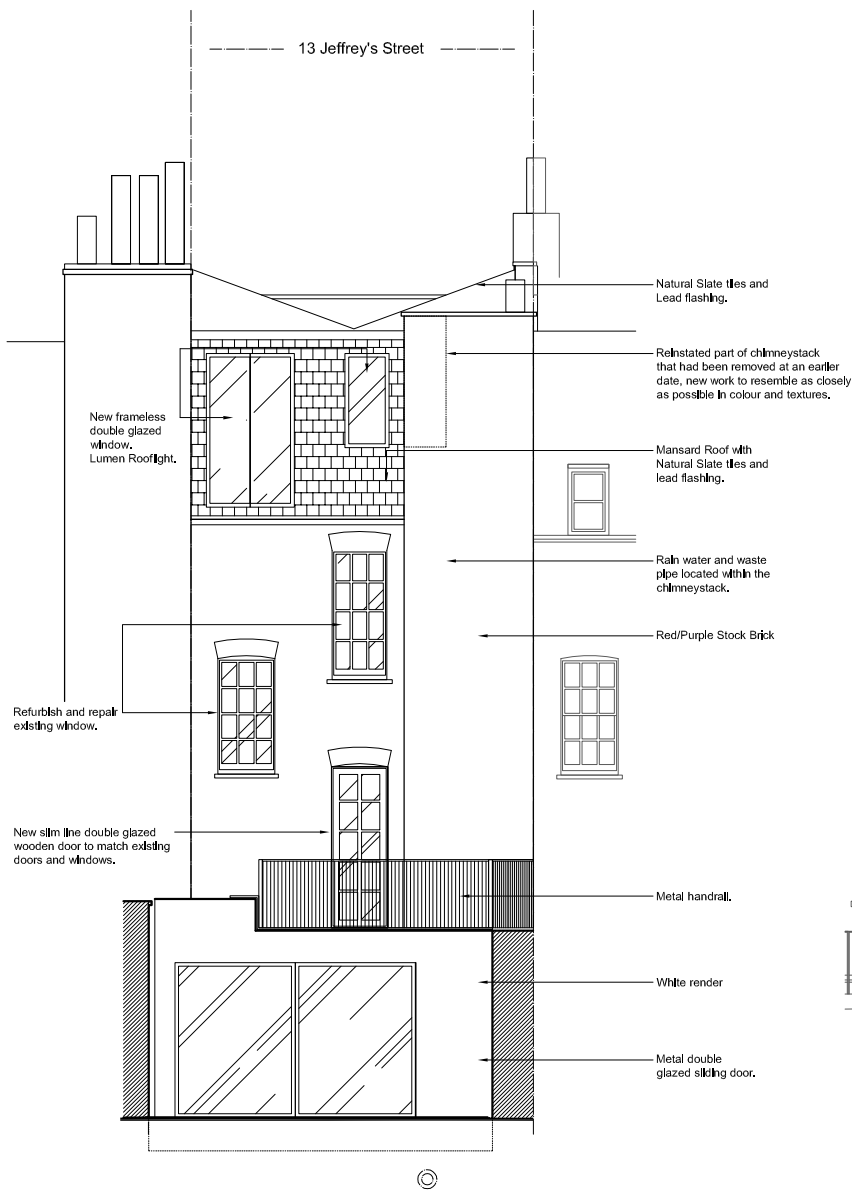 13 Jeffrey's Street
Natural Slate tiles and
Lead flashing.
Reinstated part of chimneystack
that had been removed at an earlier
date, new work to resemble as closely
as possible in colour and textures.
New frameless
double glazed
window.
Lumen Rooflight.
Mansard Roof with
Natural Slate tiles and
lead flashing.
Rain water and waste
pipe located within the
chimneystack.
Red/Purple Stock Brick
Refurbish and repair
existing window.
New slim line double glazed
wooden door to match existing
doors and windows.
Metal handrail.
White render
Metal double
glazed sliding door.